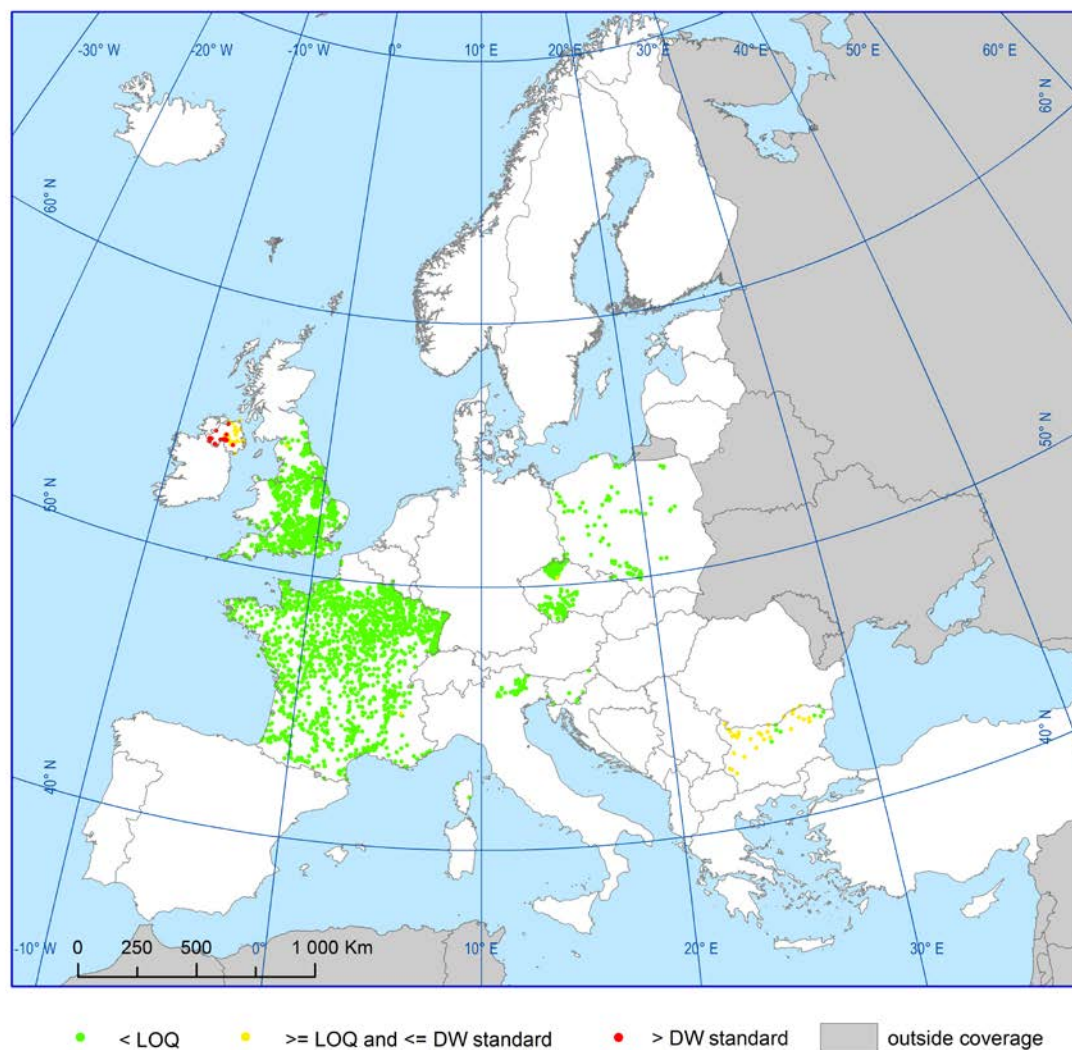 -30° W
-20° W
-10° W
0°
10° E
20° E
30° E
40° E
50° E
60° E
60° N
60° N
50° N
50° N
40° N
40° N
0 250 500 1 000 Km
-10° W
0°
10° E
20° E
30° E
< LOQ
>= LOQ and <= DW standard
> DW standard
outside coverage